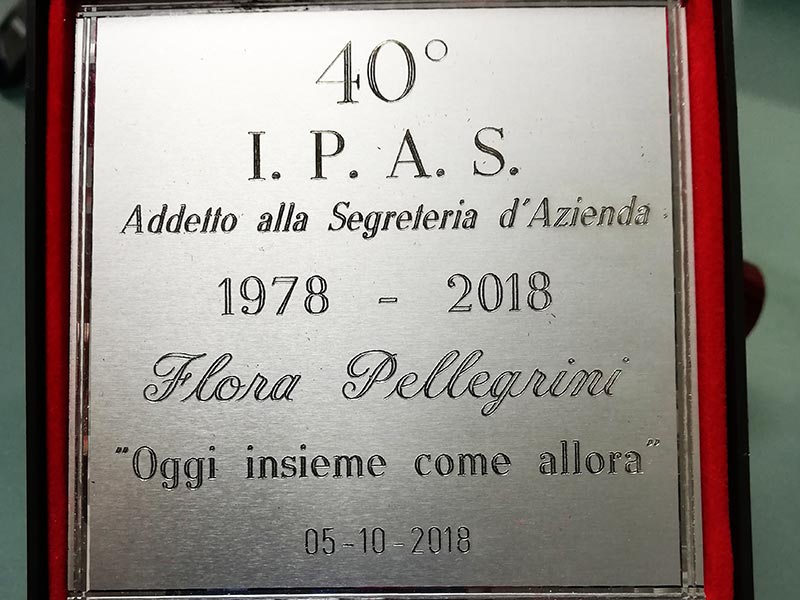 40°
I. P. A. S.
Addetto alla Segreteria d'Azienda
1978 - 2018
Flora Pellegrini
"Oggi insieme come allora"
05-10-2018